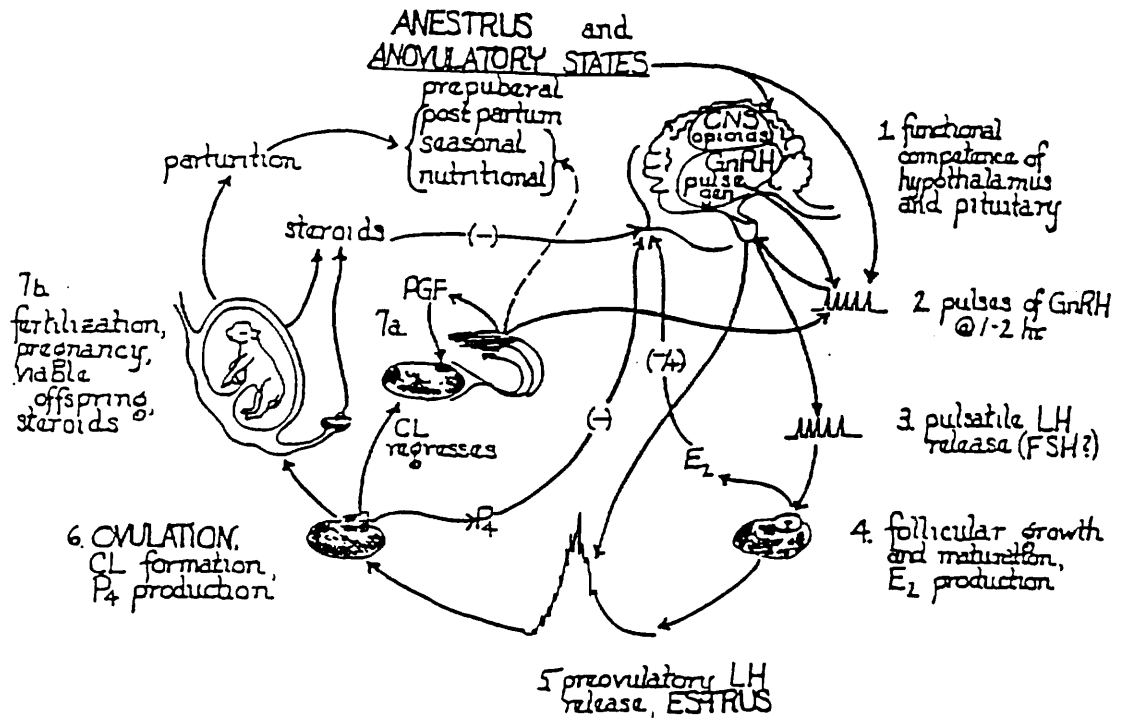 ANESTRUS and
ANOVULATORY STATES
prepuberal
post partum
seasonal
nutritional
parturition
steroids
(-)
CNS
opioids
GnRH
pulse
gen
1. functional
competence of
hypothalamus
and pituitary
2. pulses of GnRH
@ 1-2 hr
3. pulsatile LH
release (FSH?)
4. follicular growth
and maturation,
E2 production
E2
(-/+)
5 preovulatory LH
release, ESTRUS
6. OVULATION,
CL formation,
P4 production
P4
(-)
CL
regresses
7a
PGF
7b
fertilization,
pregnancy,
viable
offspring,
steroids